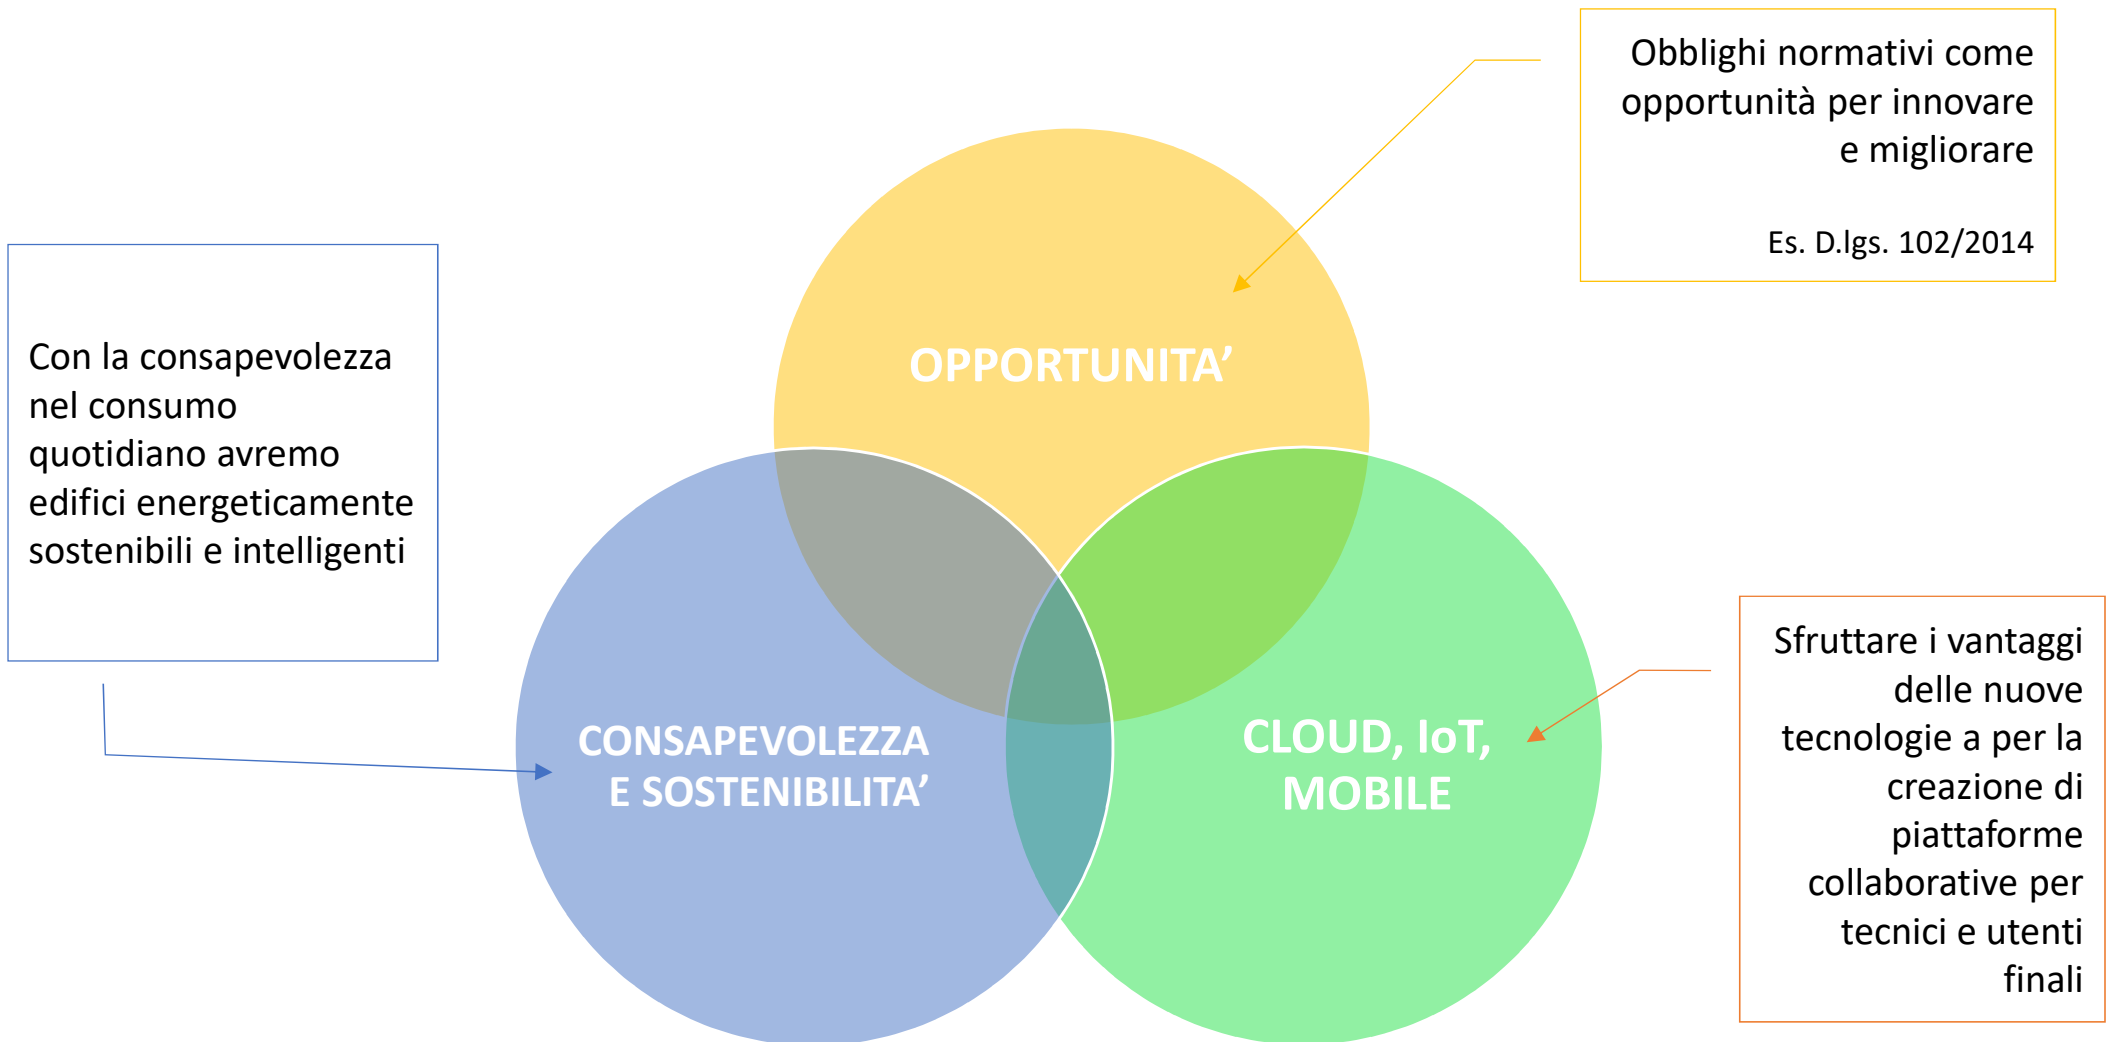 Obblighi normativi come
opportunità per innovare
e migliorare
Es. D.lgs. 102/2014
OPPORTUNITA’
Con la consapevolezza
nel consumo
quotidiano avremo
edifici energeticamente
sostenibili e intelligenti
CONSAPEVOLEZZA
E SOSTENIBILITA’
CLOUD, IoT,
MOBILE
Sfruttare i vantaggi
delle nuove
tecnologie a per la
creazione di
piattaforme
collaborative per
tecnici e utenti
finali